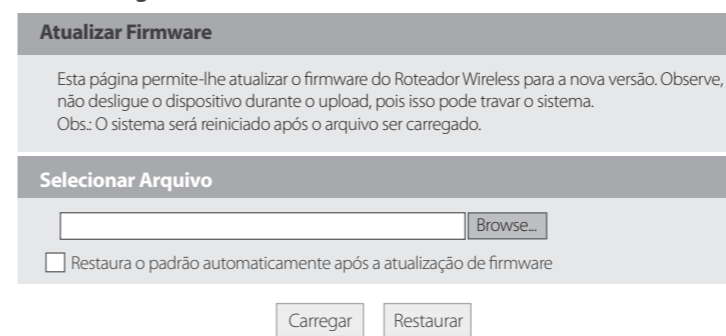 Atualizar Firmware
Esta página permite-lhe atualizar o firmware do Roteador Wireless para a nova versão. Observe,
não desligue o dispositivo durante o upload, pois isso pode travar o sistema.
Obs.: O sistema será reiniciado após o arquivo ser carregado.
Selecionar Arquivo
Browse...
Restaura o padrão automaticamente após a atualização de firmware
Carregar Restaurar